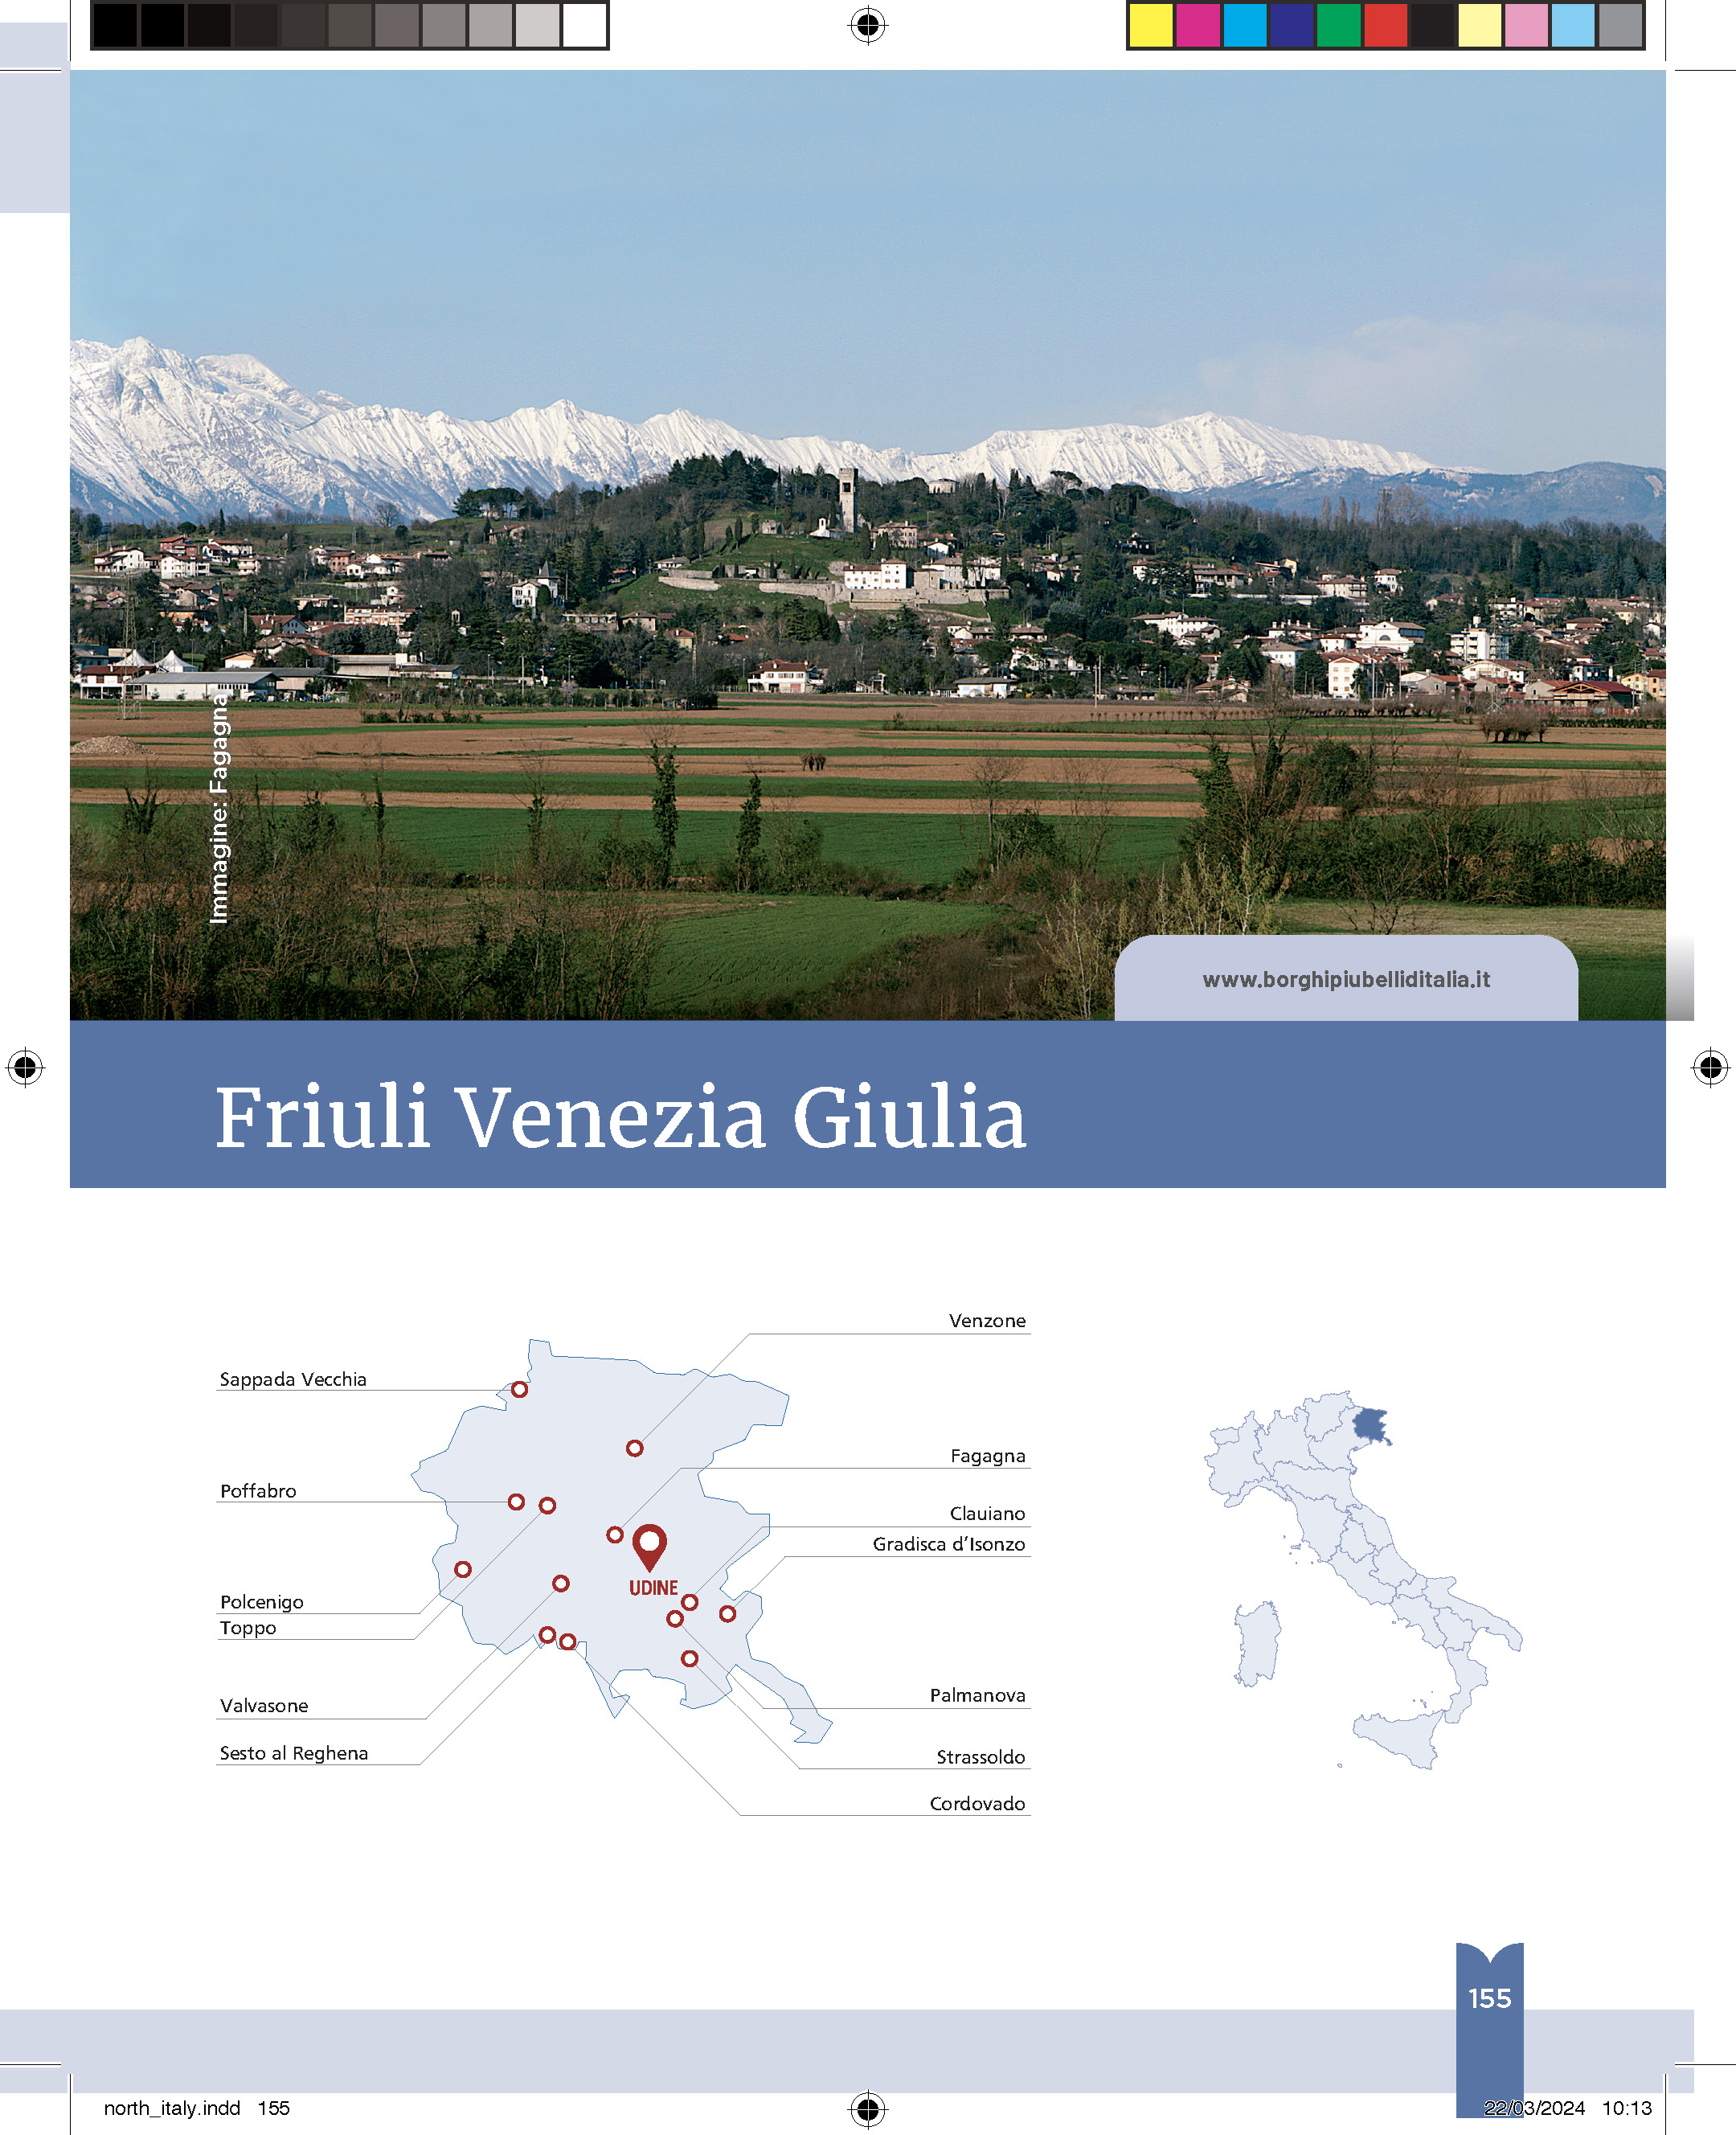 Immagine: Fagagna
www.borghipiubelliditalia.it
Friuli Venezia Giulia
Venzone
Sappada Vecchia
Fagagna
Poffabro
Clauiano
Gradisca d'Isonzo
UDINE
Polcenigo
Toppo
Palmanova
Valvasone
Sesto al Reghena
Strassoldo
Cordovado
155
north_italy.indd 155
22/03/2024 10:13